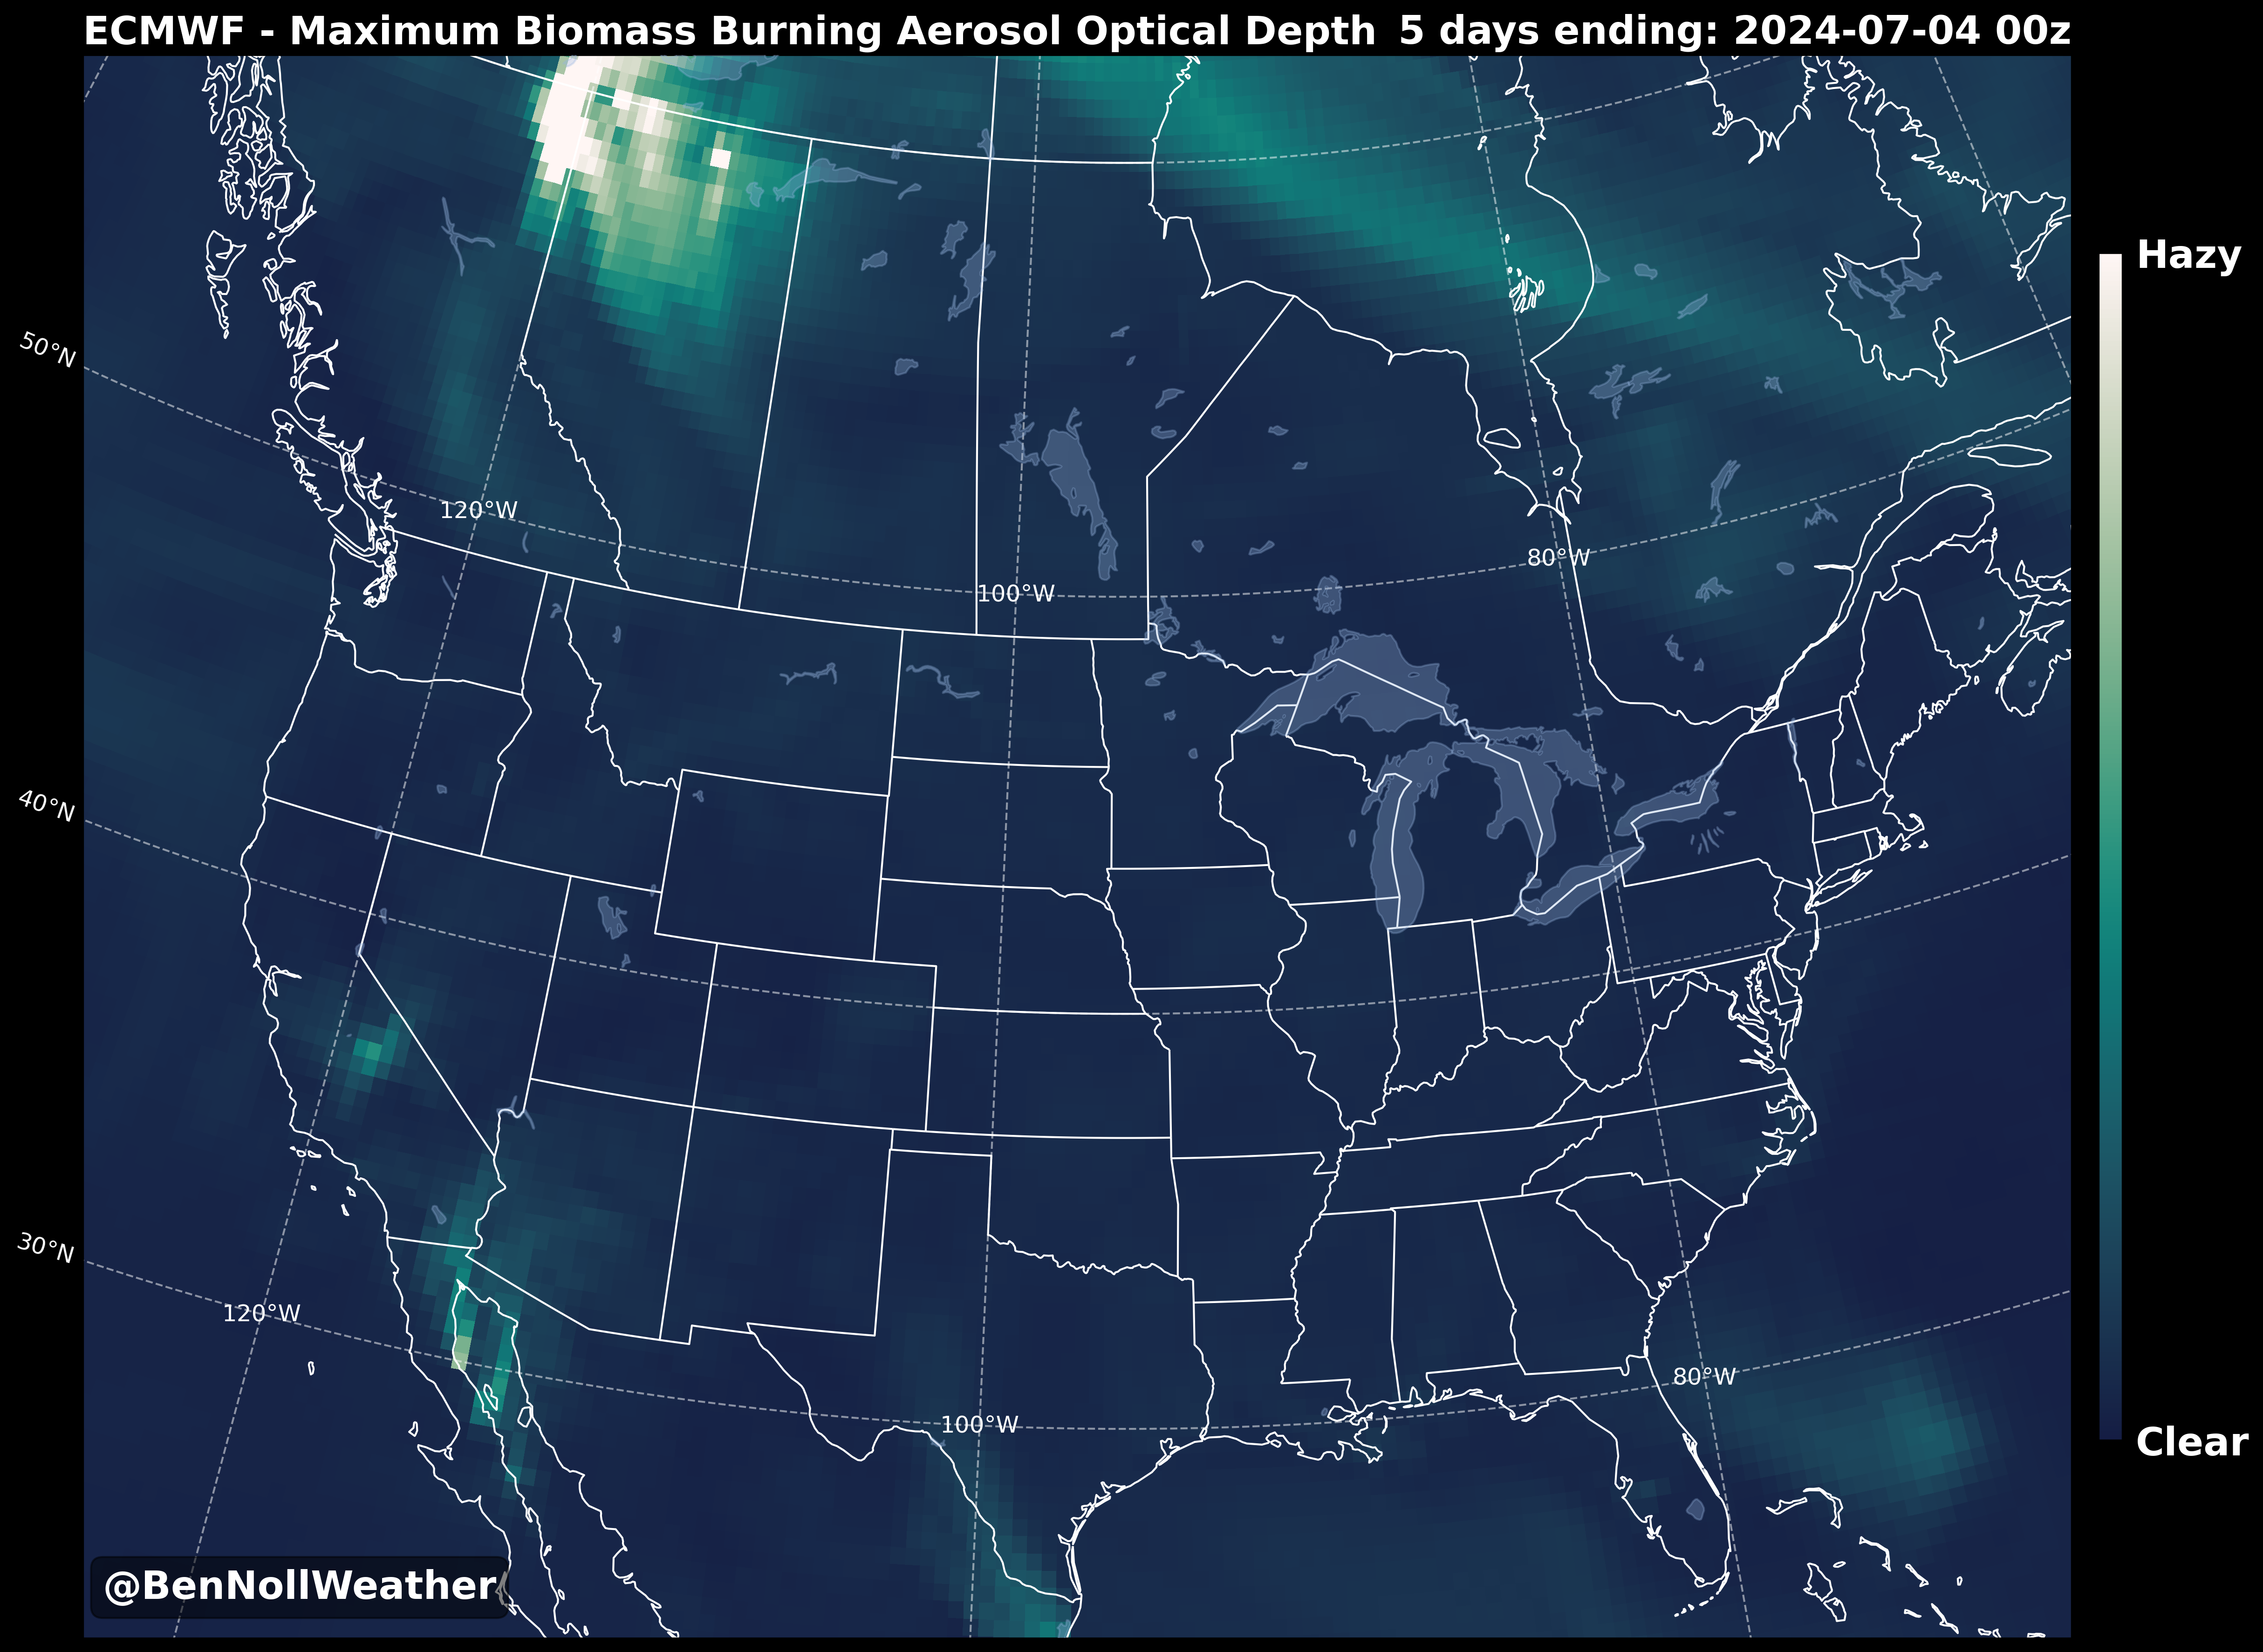 ECMWF - Maximum Biomass Burning Aerosol Optical Depth 5 days ending: 2024-07-04 00z
Hazy
50°N
120°W
80°W
100°W
40°N
30°N
120°W
80°W
100°W
Clear
@BenNollWeather